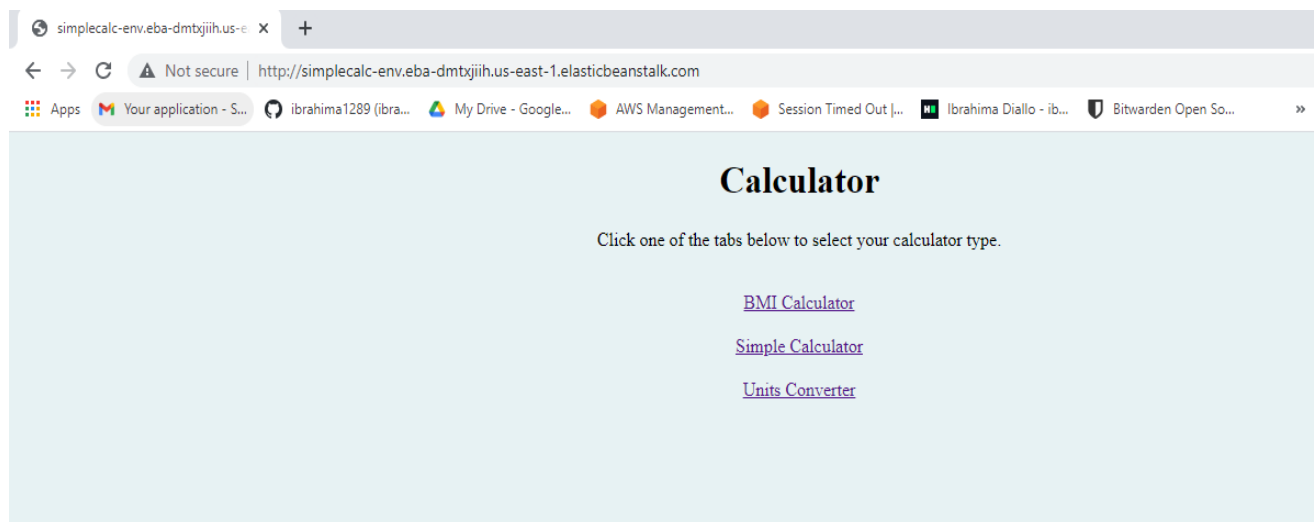 simplecalc-env.eba-dmtxjiih.us-e
Not secure | http://simplecalc-env.eba-dmtxjiih.us-east-1.elasticbeanstalk.com
Apps Your application - S... ibrahima1289 (ibra... My Drive - Google... AWS Management... Session Timed Out |... Ibrahima Diallo - ib... Bitwarden Open So... »
Calculator
Click one of the tabs below to select your calculator type.
BMI Calculator
Simple Calculator
Units Converter